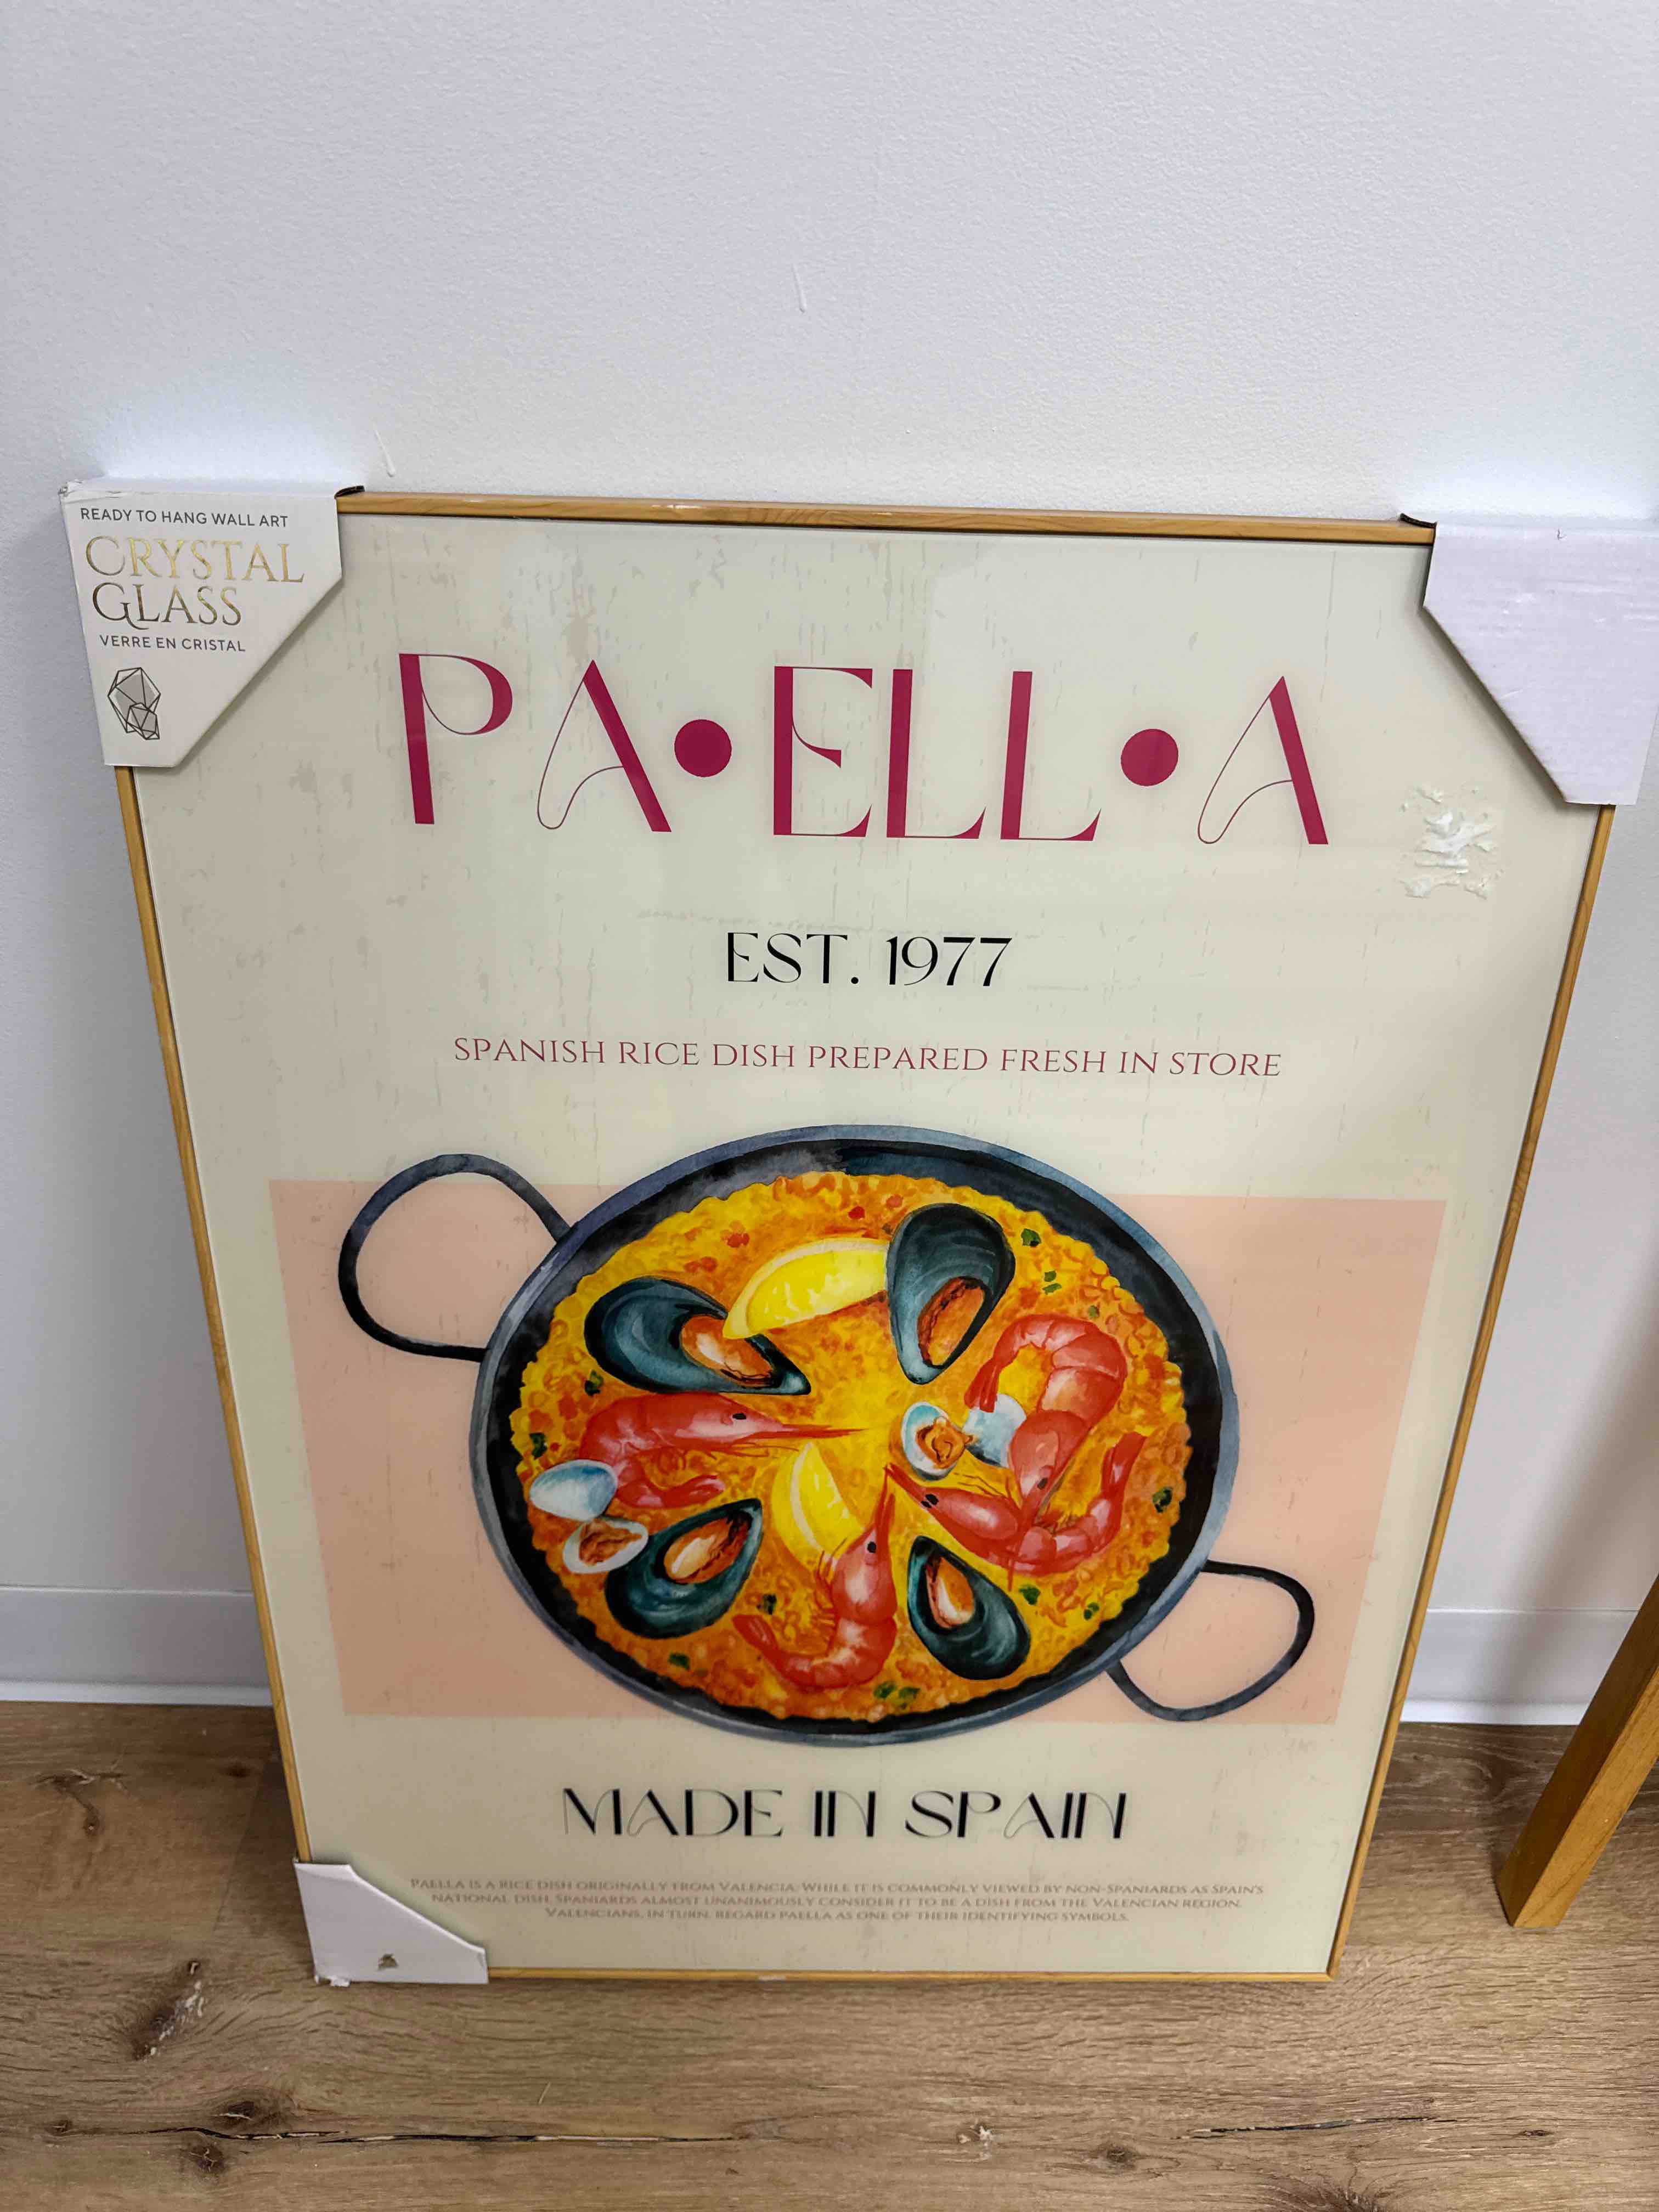 READY TO HANG WALL ART
CRYSTAL
GLASS
VERRE EN CRISTAL
PA•ELL•A
EST. 1977
SPANISH RICE DISH PREPARED FRESH IN STORE
MADE IN SPAIN
PAELLA IS A RICE DISH ORIGINALLY FROM VALENCIA. WHILE IT IS COMMONLY VIEWED BY NON-SPANIARDS AS SPAIN'S
NATIONAL DISH, SPANIARDS ALMOST UNANIMOUSLY CONSIDER IT TO BE A DISH FROM THE VALENCIAN REGION.
VALENCIANS, IN TURN, REGARD PAELLA AS ONE OF THEIR IDENTIFYING SYMBOLS.